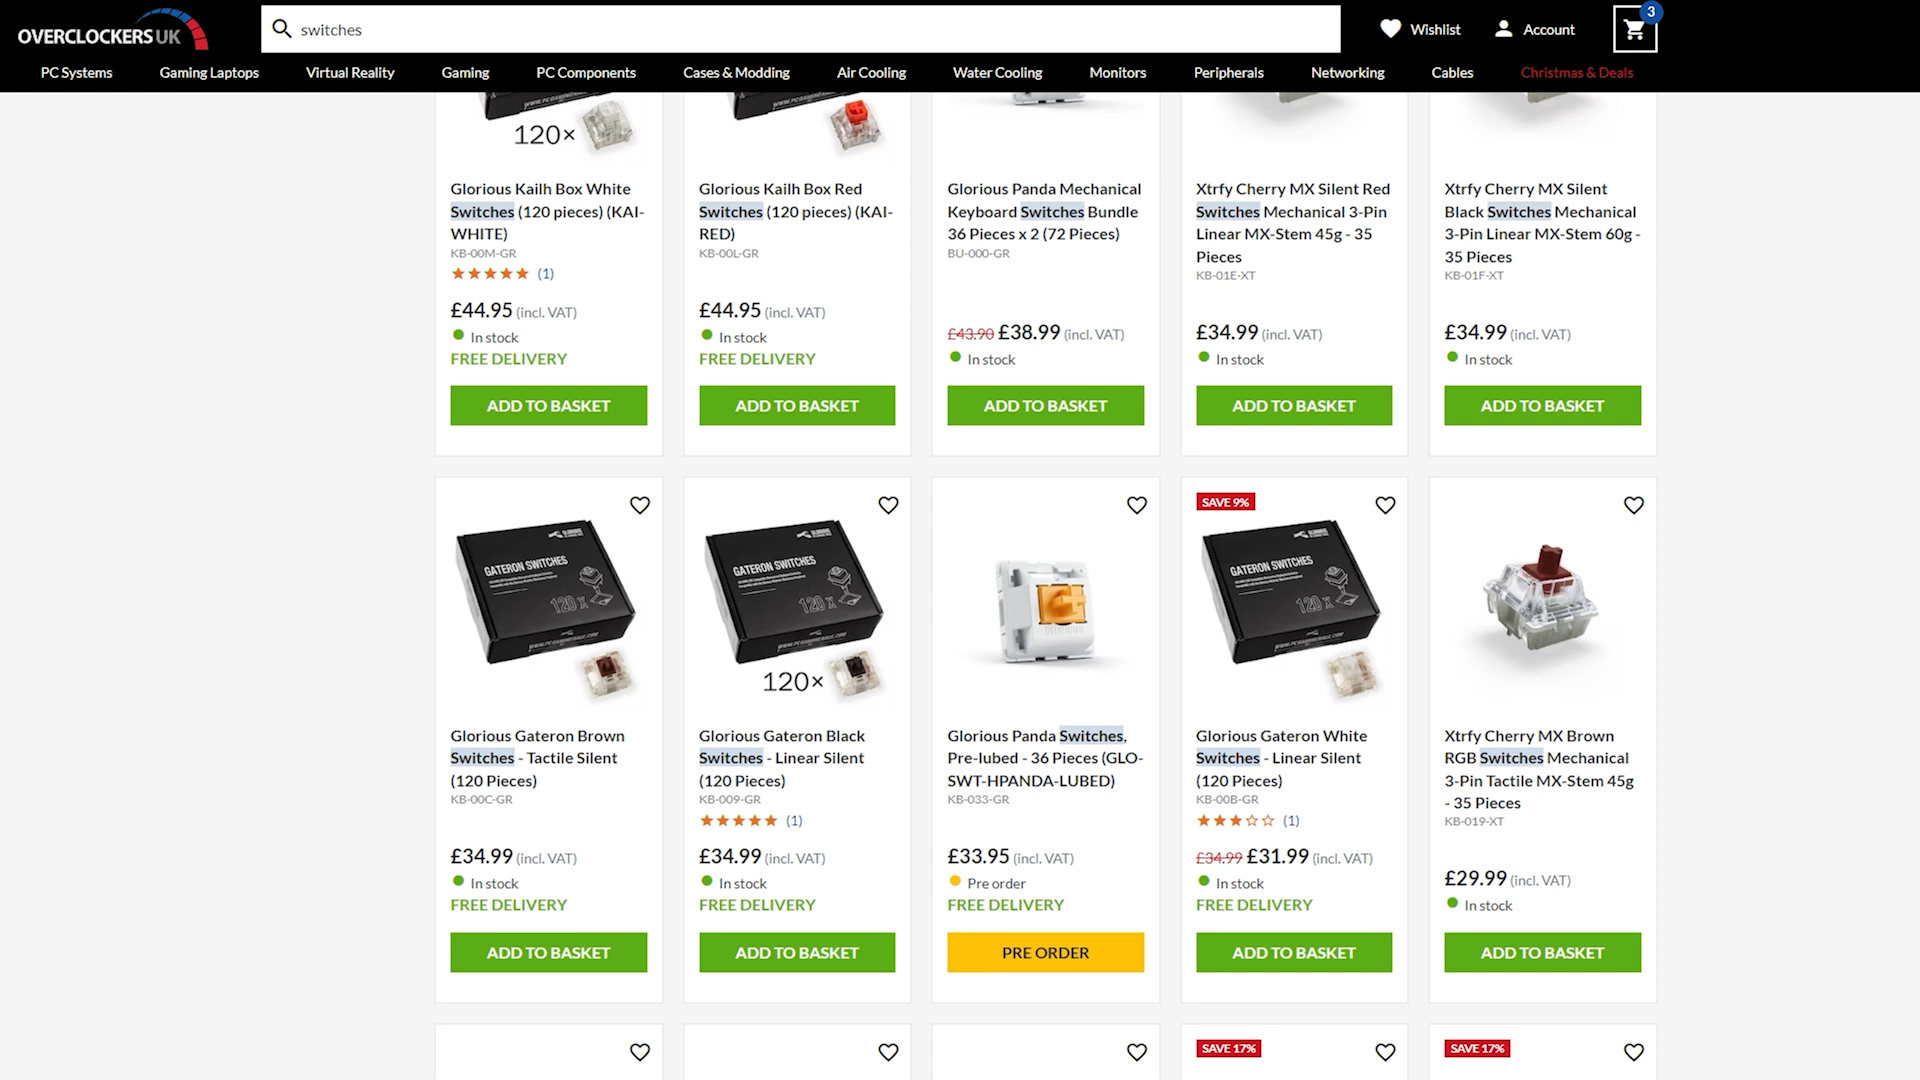 OVERCLOCKERS UK
switches
Wishlist
Account
3
PC Systems
Gaming Laptops
Virtual Reality
Gaming
PC Components
Cases & Modding
Air Cooling
Water Cooling
Monitors
Peripherals
Networking
Cables
Christmas & Deals
WWW.PCGAMINGRACE.COM
120×
Glorious Kailh Box White
Switches (120 pieces) (KAI-
WHITE)
KB-00M-GR
(1)
£44.95 (incl. VAT)
In stock
FREE DELIVERY
ADD TO BASKET
WWW.PCGAMINGRACE.COM
Glorious Kailh Box Red
Switches (120 pieces) (KAI-
RED)
KB-00L-GR
£44.95 (incl. VAT)
In stock
FREE DELIVERY
ADD TO BASKET
Glorious Panda Mechanical
Keyboard Switches Bundle
36 Pieces x 2 (72 Pieces)
BU-000-GR
£43.90 £38.99 (incl. VAT)
In stock
ADD TO BASKET
Xtrfy Cherry MX Silent Red
Switches Mechanical 3-Pin
Linear MX-Stem 45g - 35
Pieces
KB-01E-XT
£34.99 (incl. VAT)
In stock
ADD TO BASKET
Xtrfy Cherry MX Silent
Black Switches Mechanical
3-Pin Linear MX-Stem 60g -
35 Pieces
KB-01F-XT
£34.99 (incl. VAT)
In stock
ADD TO BASKET
GATERON SWITCHES
120 X
WWW.PCGAMINGRACE.COM
Glorious Gateron Brown
Switches - Tactile Silent
(120 Pieces)
KB-00C-GR
£34.99 (incl. VAT)
In stock
FREE DELIVERY
ADD TO BASKET
GATERON SWITCHES
120 X
WWW.PCGAMINGRACE.COM
120×
Glorious Gateron Black
Switches - Linear Silent
(120 Pieces)
KB-009-GR
(1)
£34.99 (incl. VAT)
In stock
FREE DELIVERY
ADD TO BASKET
Glorious Panda Switches,
Pre-lubed - 36 Pieces (GLO-
SWT-HPANDA-LUBED)
KB-033-GR
£33.95 (incl. VAT)
Pre order
FREE DELIVERY
PRE ORDER
SAVE 9%
GATERON SWITCHES
120 X
WWW.PCGAMINGRACE.COM
Glorious Gateron White
Switches - Linear Silent
(120 Pieces)
KB-00B-GR
(1)
£34.99 £31.99 (incl. VAT)
In stock
FREE DELIVERY
ADD TO BASKET
Xtrfy Cherry MX Brown
RGB Switches Mechanical
3-Pin Tactile MX-Stem 45g
- 35 Pieces
KB-019-XT
£29.99 (incl. VAT)
In stock
ADD TO BASKET
SAVE 17%
SAVE 17%